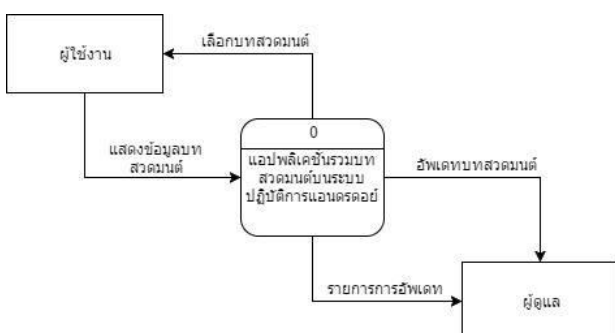 ผู้ใช้งาน
เลือกบทสวดมนต์
แสดงข้อมูลบท
สวดมนต์
0
แอปพลิเคชันรวมบท
สวดมนต์บนระบบ
ปฏิบัติการแอนดรดอย์
อัพเดทบทสวดมนต์
รายการการอัพเดท
ผู้ดูแล